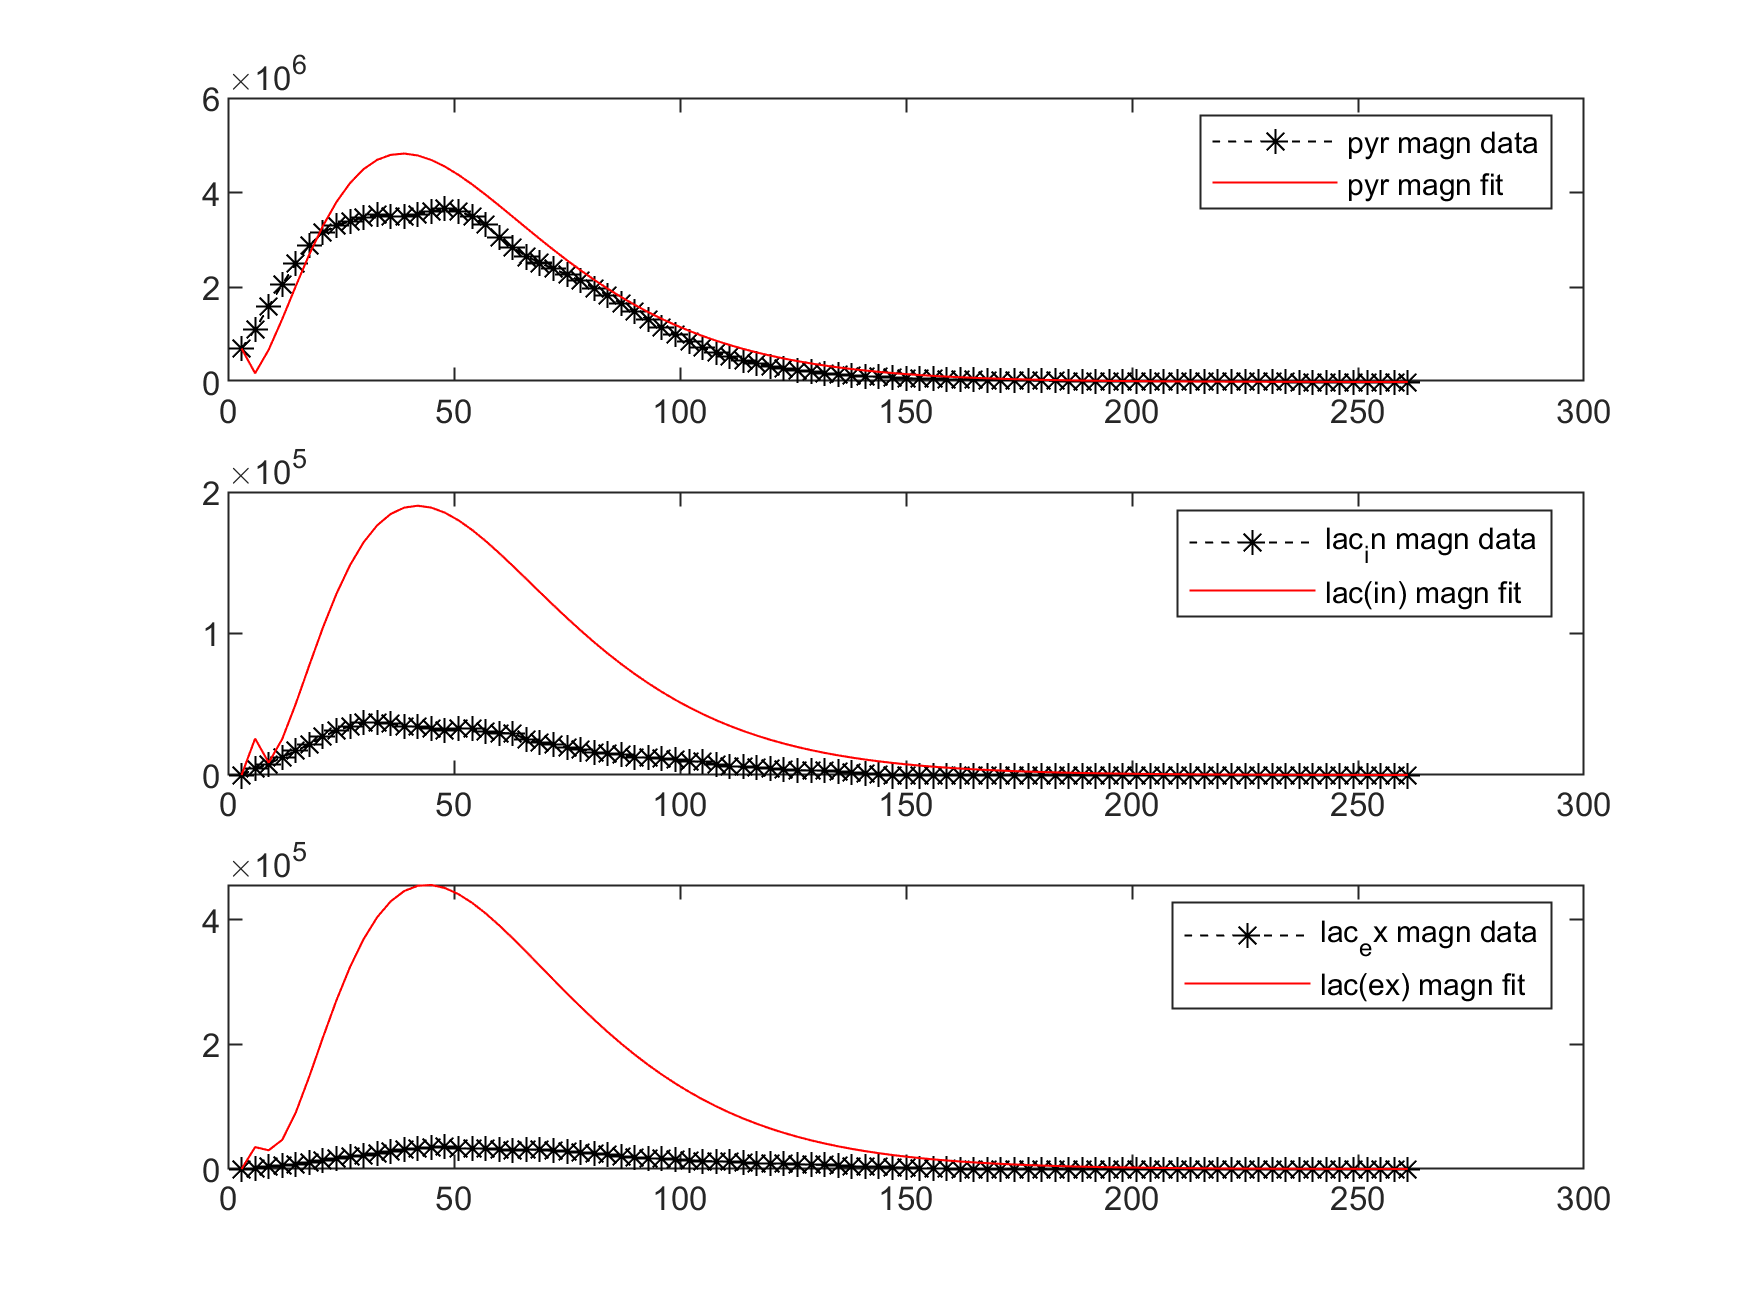 ×10^6
6
4
2
0
0 50 100 150 200 250 300
pyr magn data
pyr magn fit
×10^5
2
1
0
0 50 100 150 200 250 300
lac_in magn data
lac(in) magn fit
×10^5
4
2
0
0 50 100 150 200 250 300
lac_ex magn data
lac(ex) magn fit